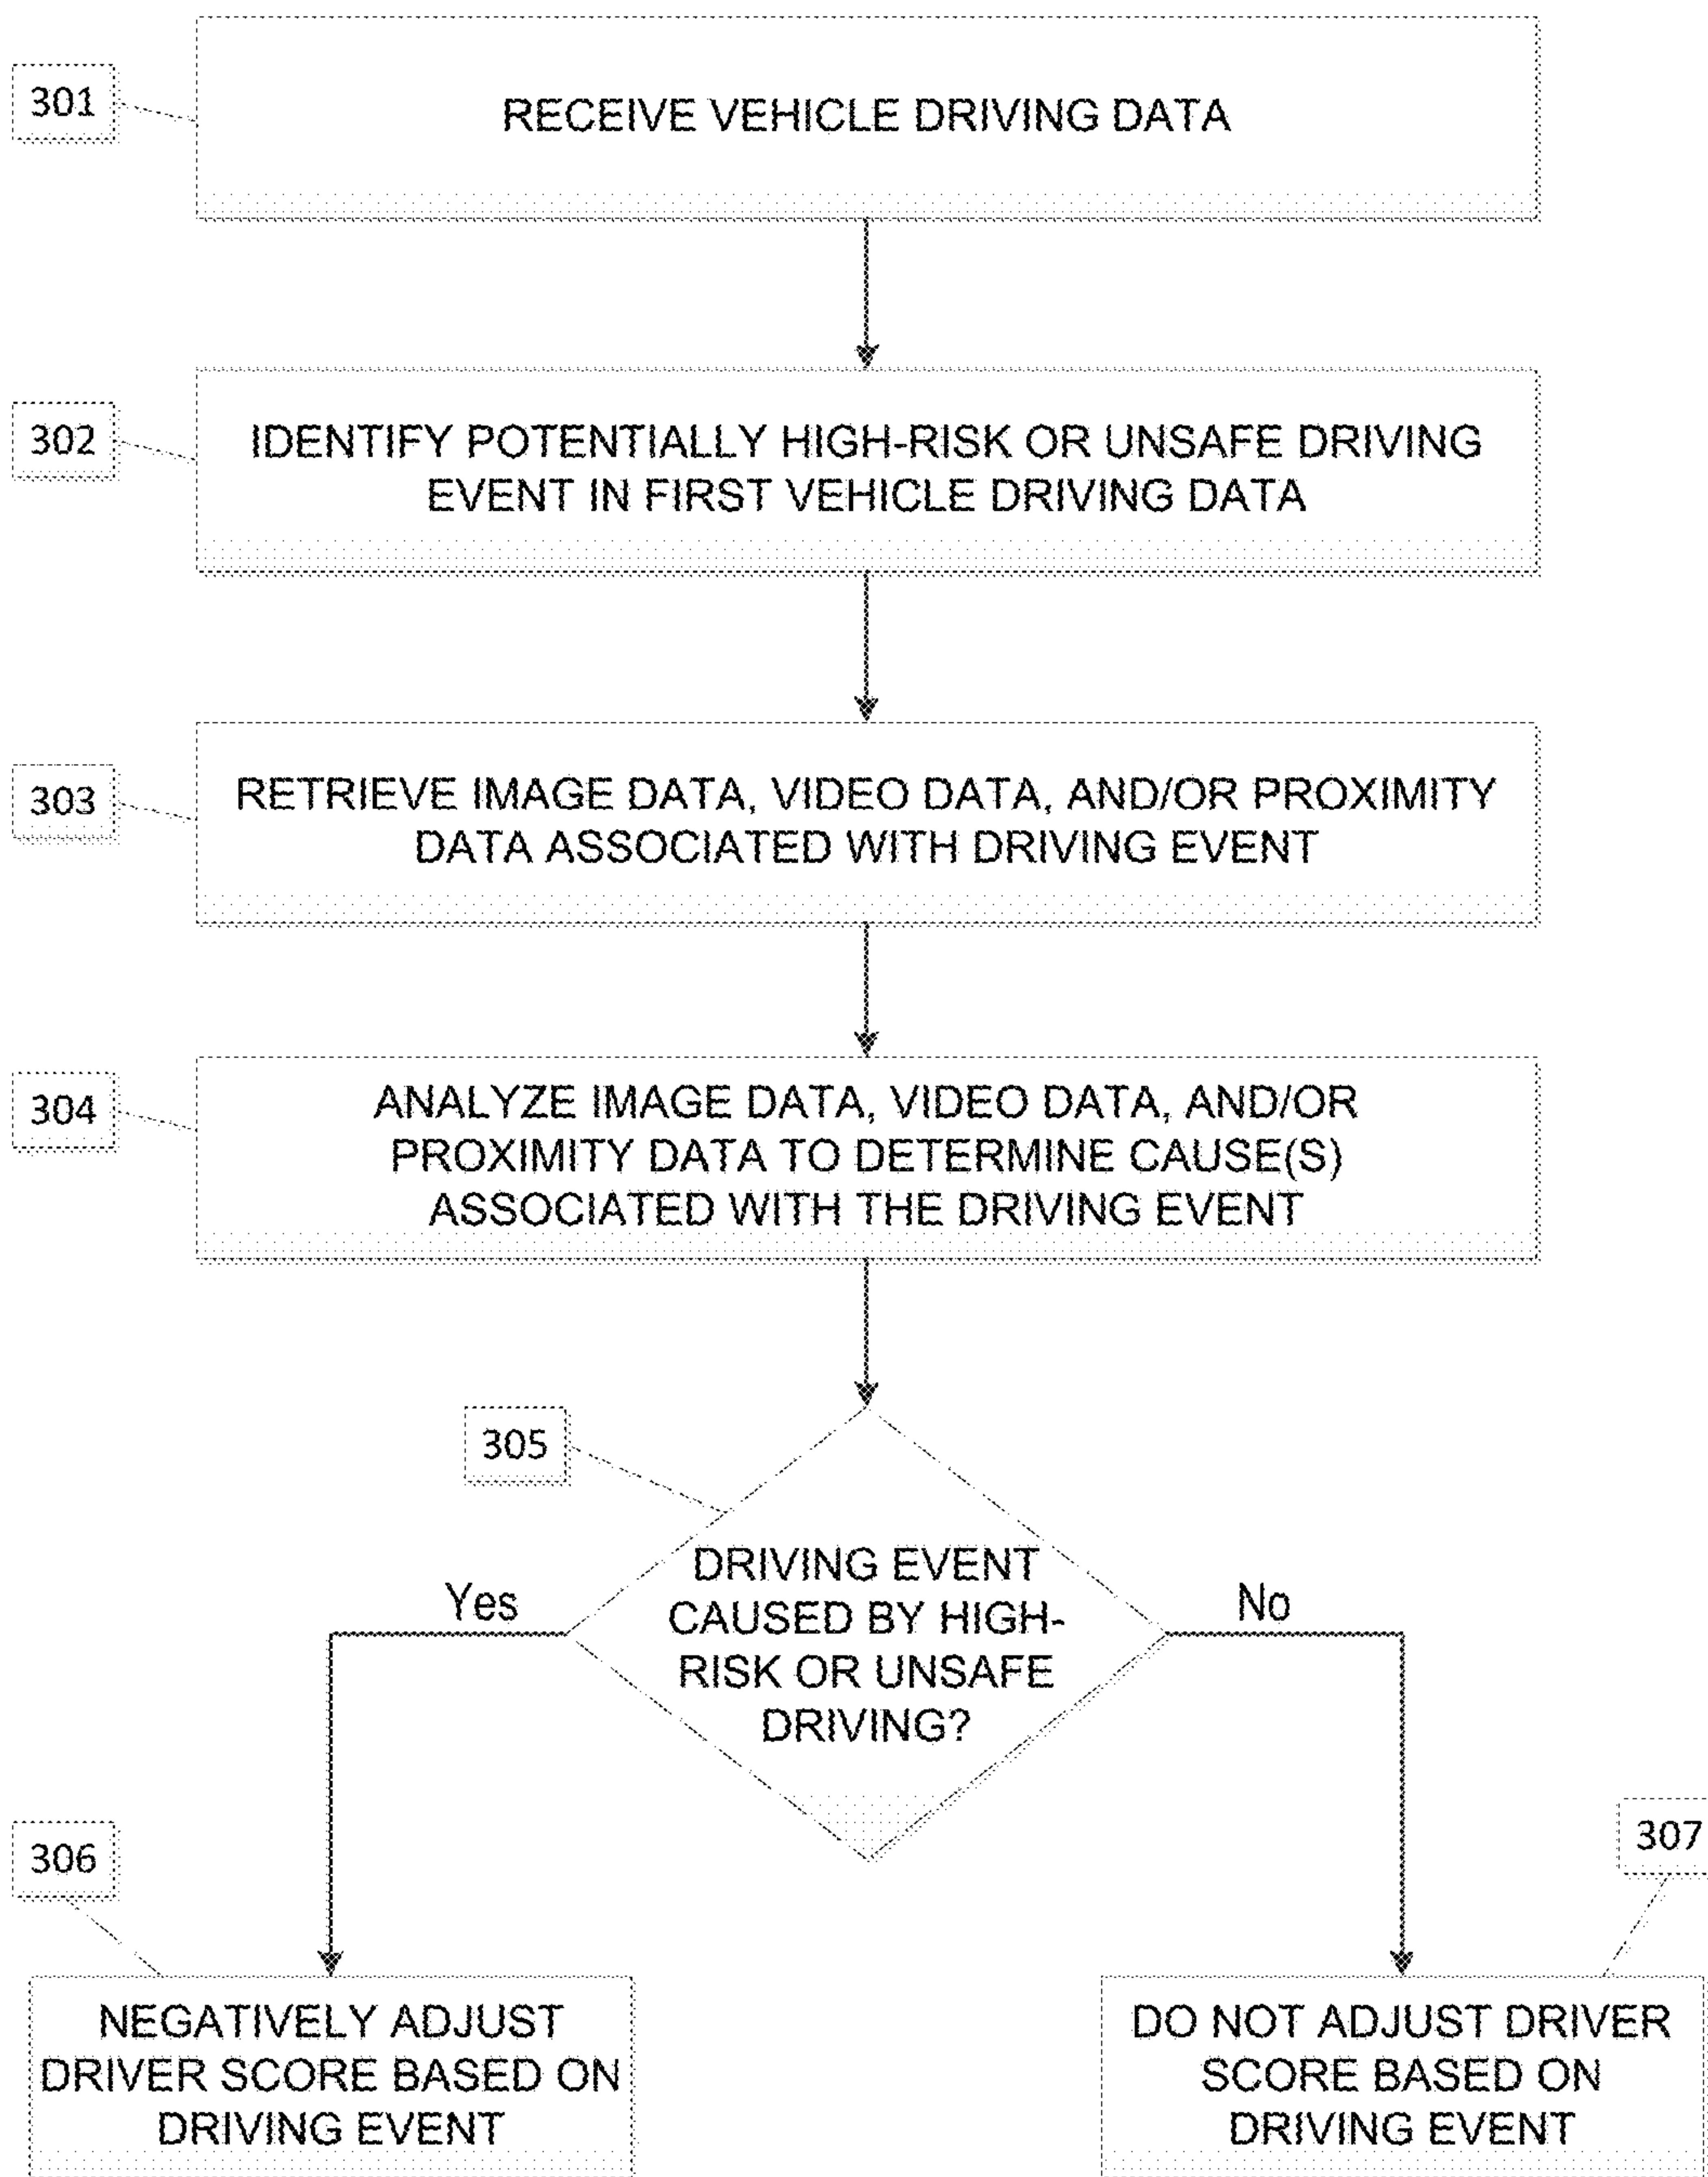 301
RECEIVE VEHICLE DRIVING DATA
302
IDENTIFY POTENTIALLY HIGH-RISK OR UNSAFE DRIVING
EVENT IN FIRST VEHICLE DRIVING DATA
303
RETRIEVE IMAGE DATA, VIDEO DATA, AND/OR PROXIMITY
DATA ASSOCIATED WITH DRIVING EVENT
304
ANALYZE IMAGE DATA, VIDEO DATA, AND/OR
PROXIMITY DATA TO DETERMINE CAUSE(S)
ASSOCIATED WITH THE DRIVING EVENT
305
DRIVING EVENT
CAUSED BY HIGH-
RISK OR UNSAFE
DRIVING?
Yes
No
306
NEGATIVELY ADJUST
DRIVER SCORE BASED ON
DRIVING EVENT
307
DO NOT ADJUST DRIVER
SCORE BASED ON
DRIVING EVENT